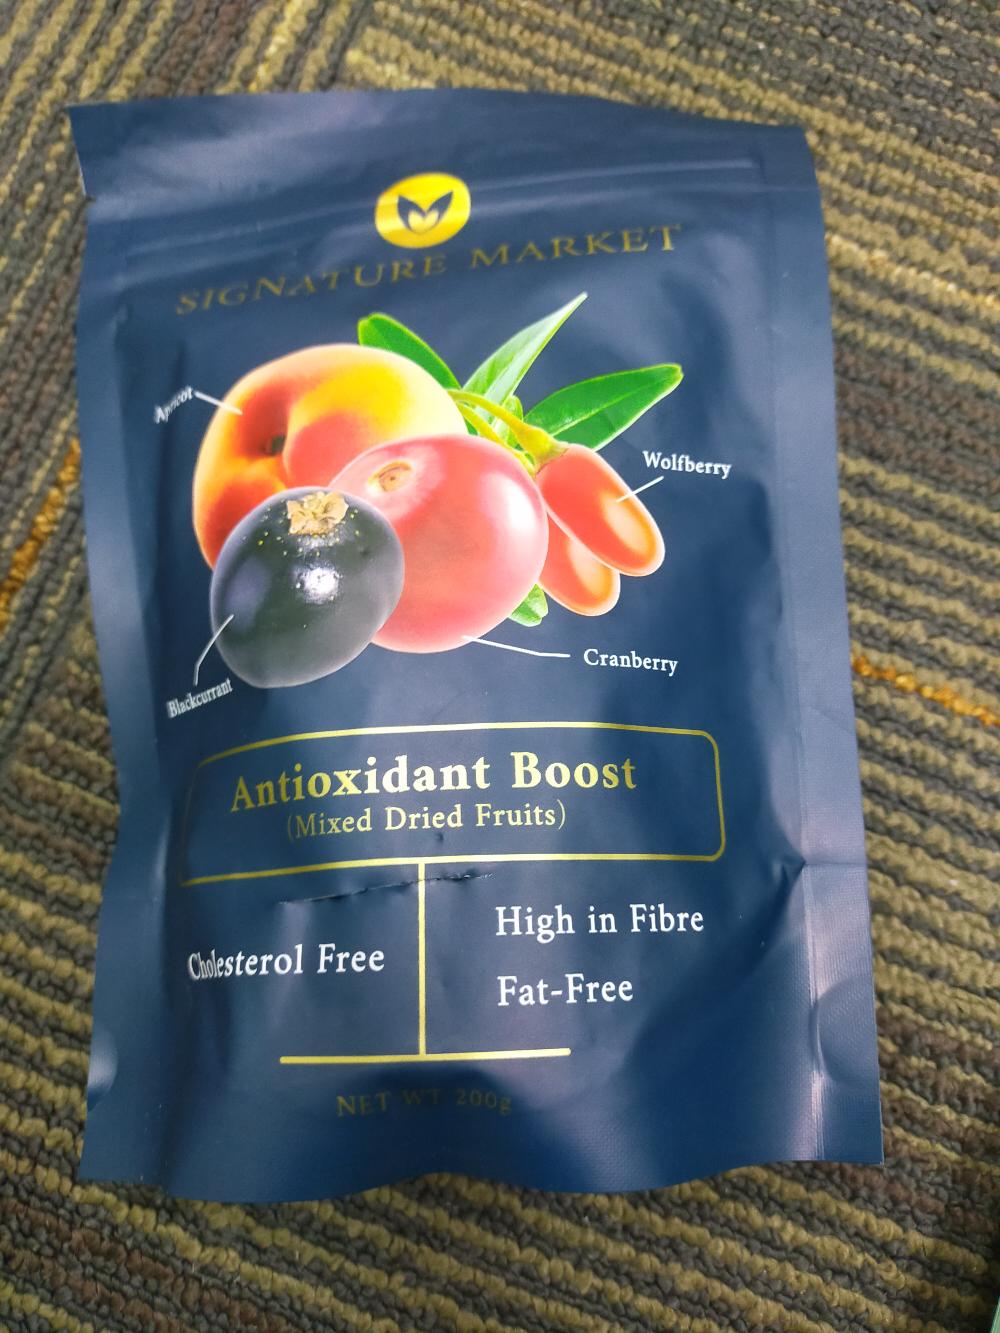 SIGNATURE MARKET
Apricot
Wolfberry
Cranberry
Blackcurrant
Antioxidant Boost
(Mixed Dried Fruits)
Cholesterol Free
High in Fibre
Fat-Free
NET WT 200g